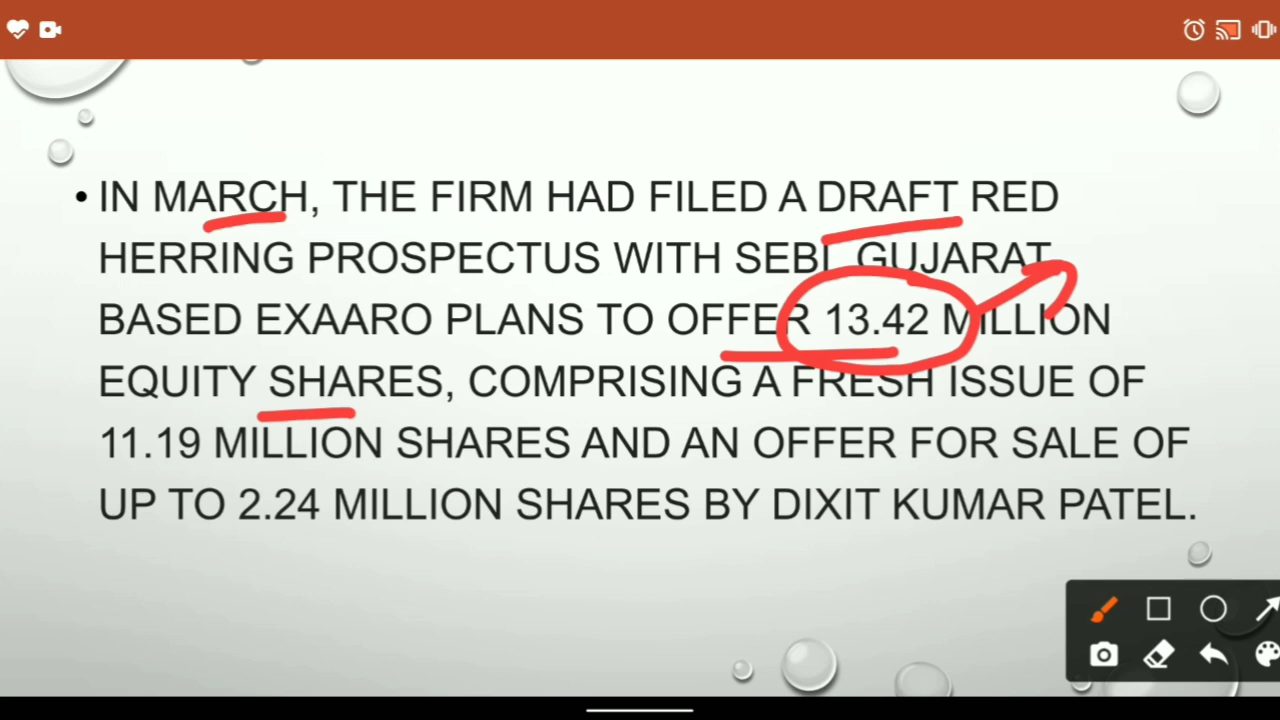 • IN MARCH, THE FIRM HAD FILED A DRAFT RED
HERRING PROSPECTUS WITH SEBI. GUJARAT
BASED EXAARO PLANS TO OFFER 13.42 MILLION
EQUITY SHARES, COMPRISING A FRESH ISSUE OF
11.19 MILLION SHARES AND AN OFFER FOR SALE OF
UP TO 2.24 MILLION SHARES BY DIXIT KUMAR PATEL.